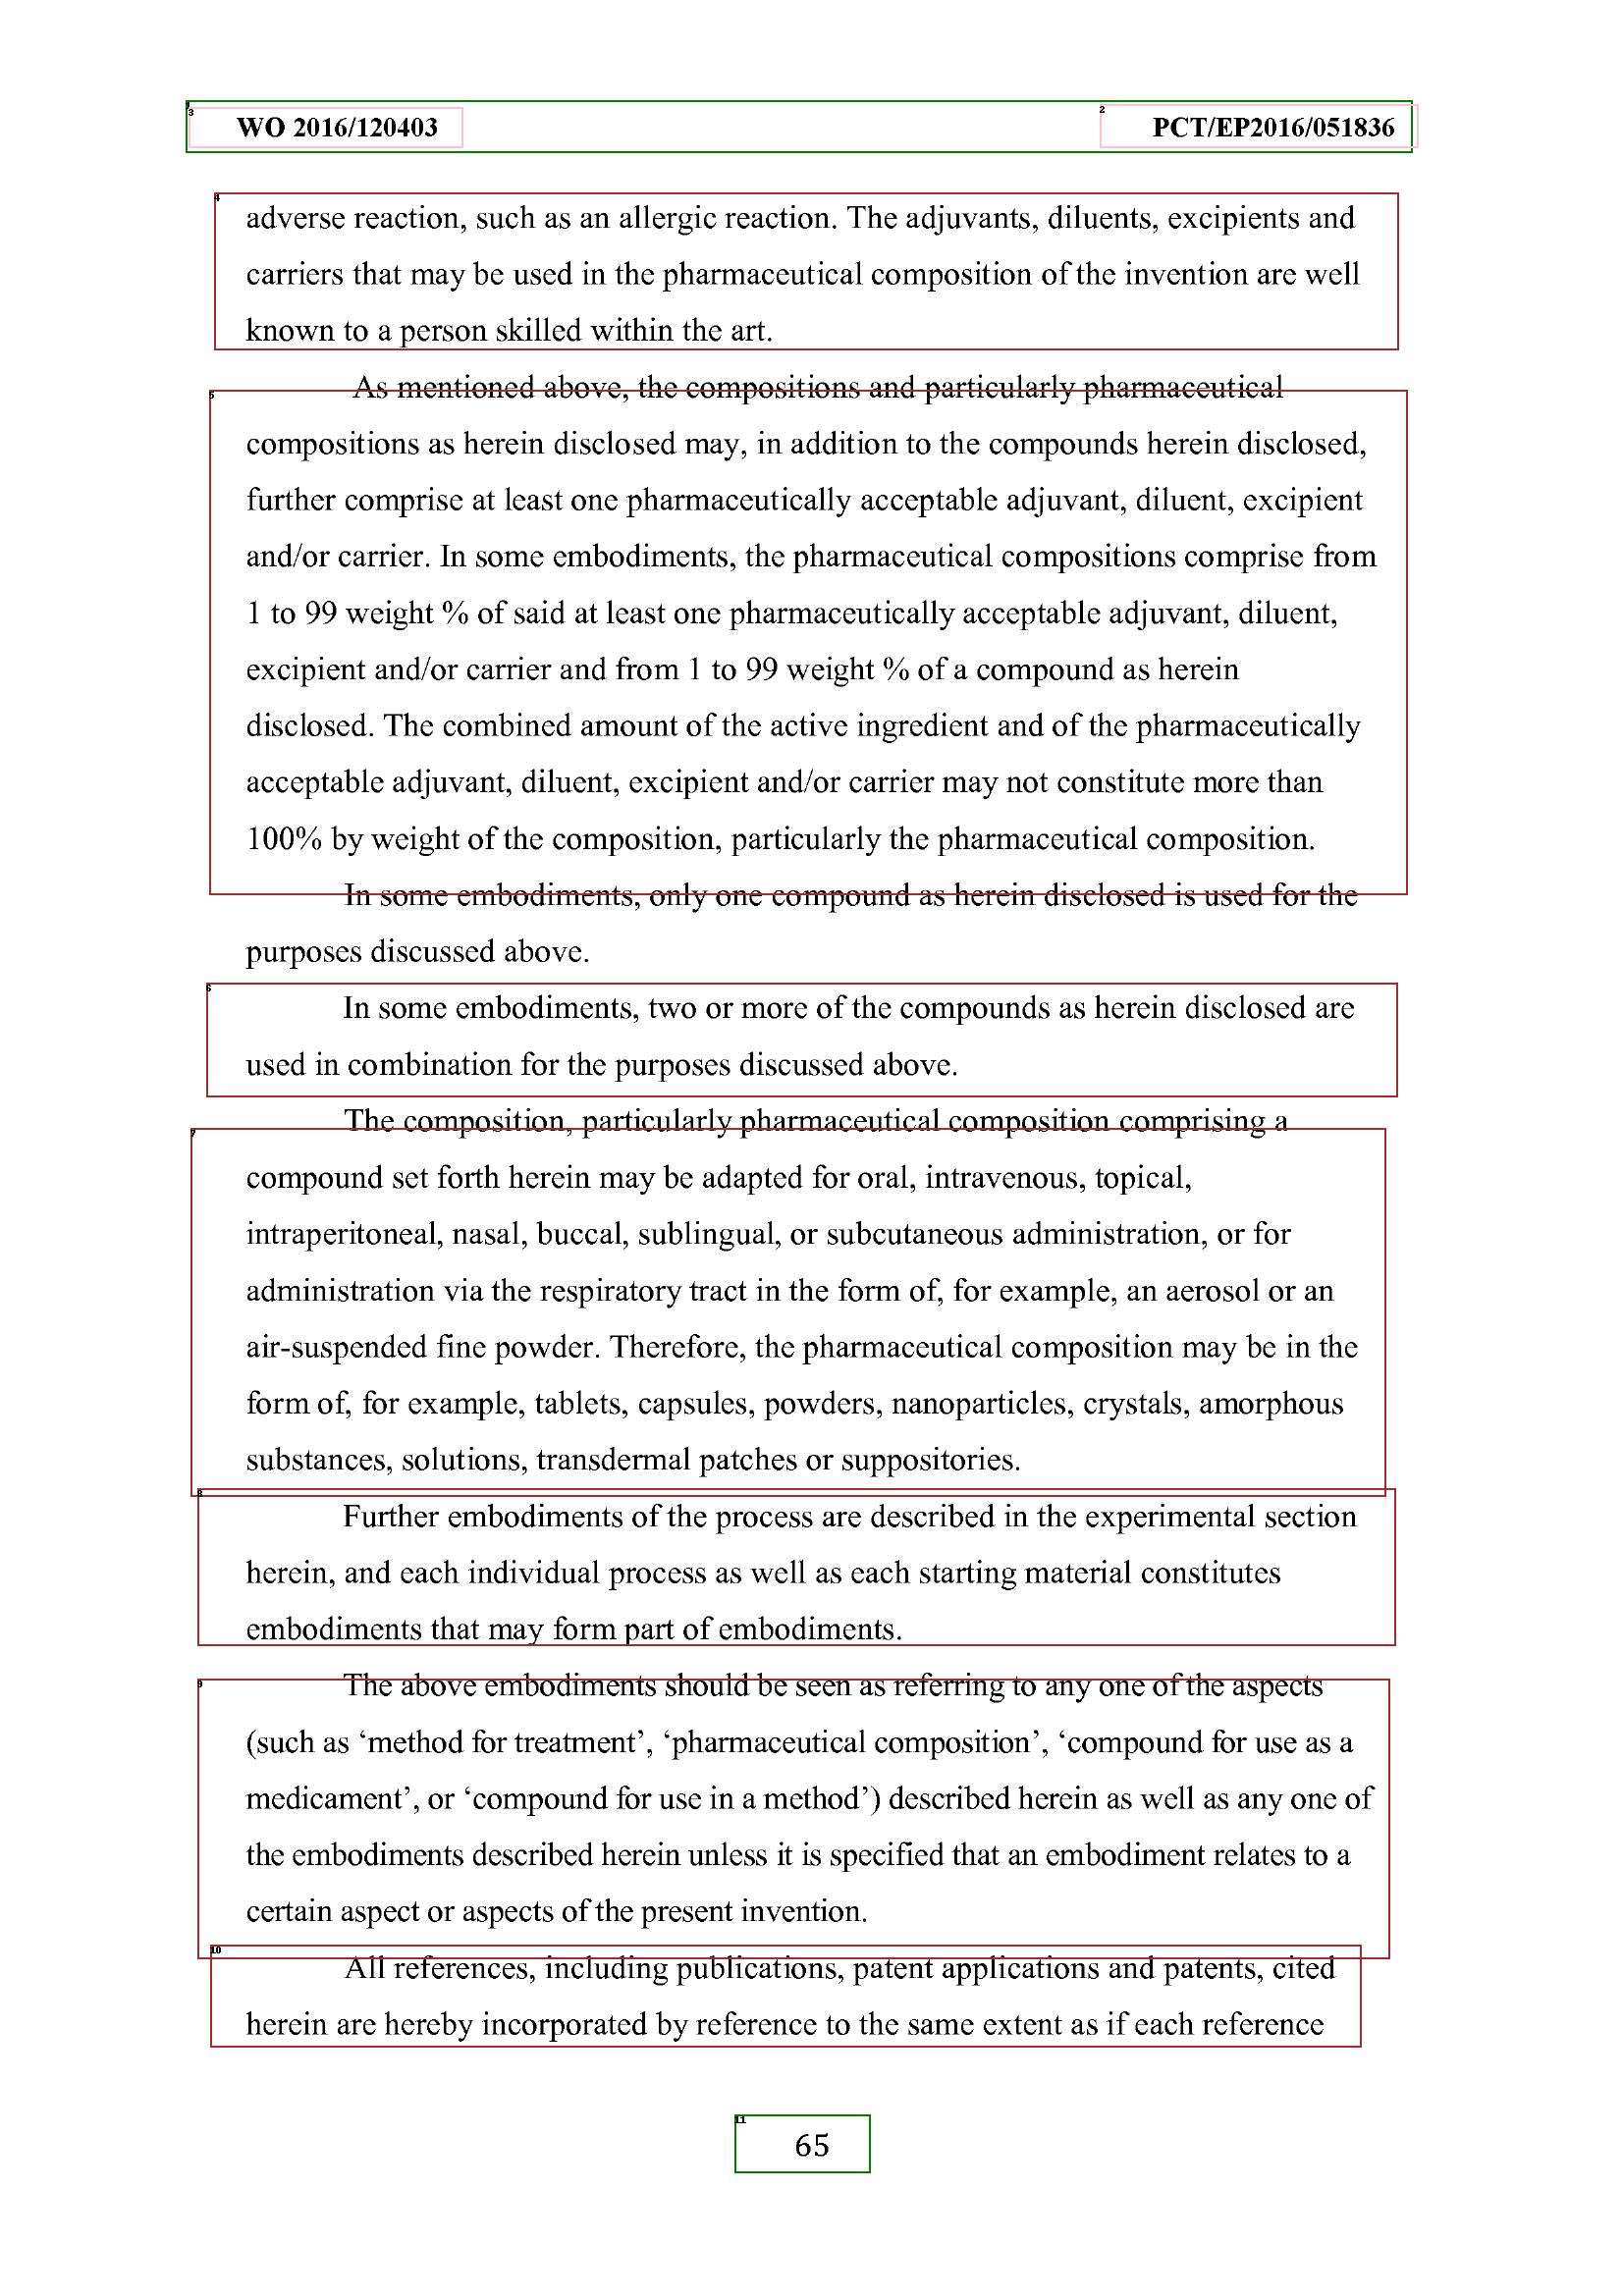 WO 2016/120403 PCT/EP2016/051836
adverse reaction, such as an allergic reaction. The adjuvants, diluents, excipients and
carriers that may be used in the pharmaceutical composition of the invention are well
known to a person skilled within the art.
As mentioned above, the compositions and particularly pharmaceutical
compositions as herein disclosed may, in addition to the compounds herein disclosed,
further comprise at least one pharmaceutically acceptable adjuvant, diluent, excipient
and/or carrier. In some embodiments, the pharmaceutical compositions comprise from
1 to 99 weight % of said at least one pharmaceutically acceptable adjuvant, diluent,
excipient and/or carrier and from 1 to 99 weight % of a compound as herein
disclosed. The combined amount of the active ingredient and of the pharmaceutically
acceptable adjuvant, diluent, excipient and/or carrier may not constitute more than
100% by weight of the composition, particularly the pharmaceutical composition.
In some embodiments, only one compound as herein disclosed is used for the
purposes discussed above.
In some embodiments, two or more of the compounds as herein disclosed are
used in combination for the purposes discussed above.
The composition, particularly pharmaceutical composition comprising a
compound set forth herein may be adapted for oral, intravenous, topical,
intraperitoneal, nasal, buccal, sublingual, or subcutaneous administration, or for
administration via the respiratory tract in the form of, for example, an aerosol or an
air-suspended fine powder. Therefore, the pharmaceutical composition may be in the
form of, for example, tablets, capsules, powders, nanoparticles, crystals, amorphous
substances, solutions, transdermal patches or suppositories.
Further embodiments of the process are described in the experimental section
herein, and each individual process as well as each starting material constitutes
embodiments that may form part of embodiments.
The above embodiments should be seen as referring to any one of the aspects
(such as ‘method for treatment’, ‘pharmaceutical composition’, ‘compound for use as a
medicament’, or ‘compound for use in a method’) described herein as well as any one of
the embodiments described herein unless it is specified that an embodiment relates to a
certain aspect or aspects of the present invention.
All references, including publications, patent applications and patents, cited
herein are hereby incorporated by reference to the same extent as if each reference
65